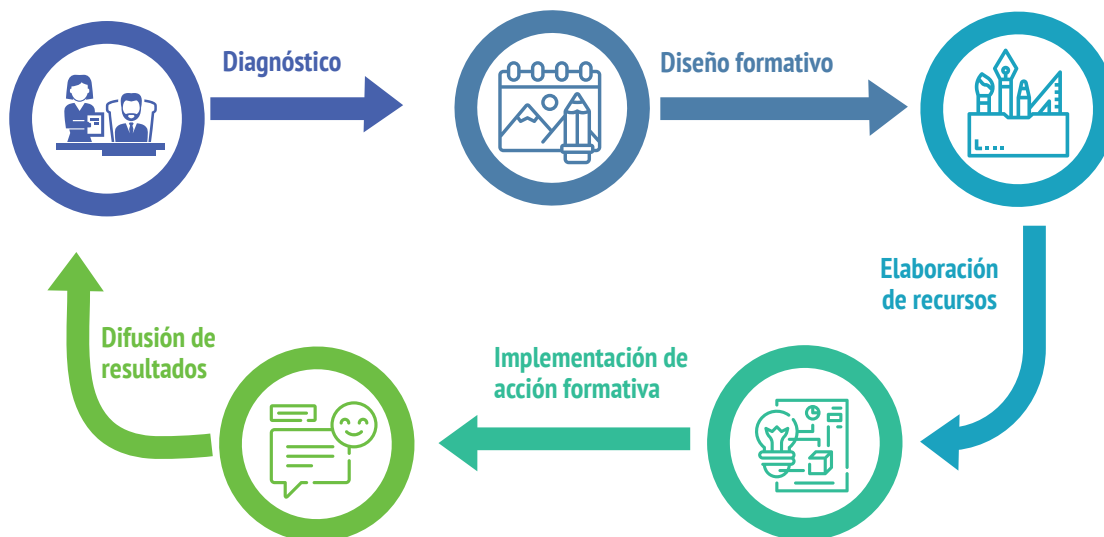 Diagnóstico
Diseño formativo
Elaboración
de recursos
Implementación de
acción formativa
Difusión de
resultados